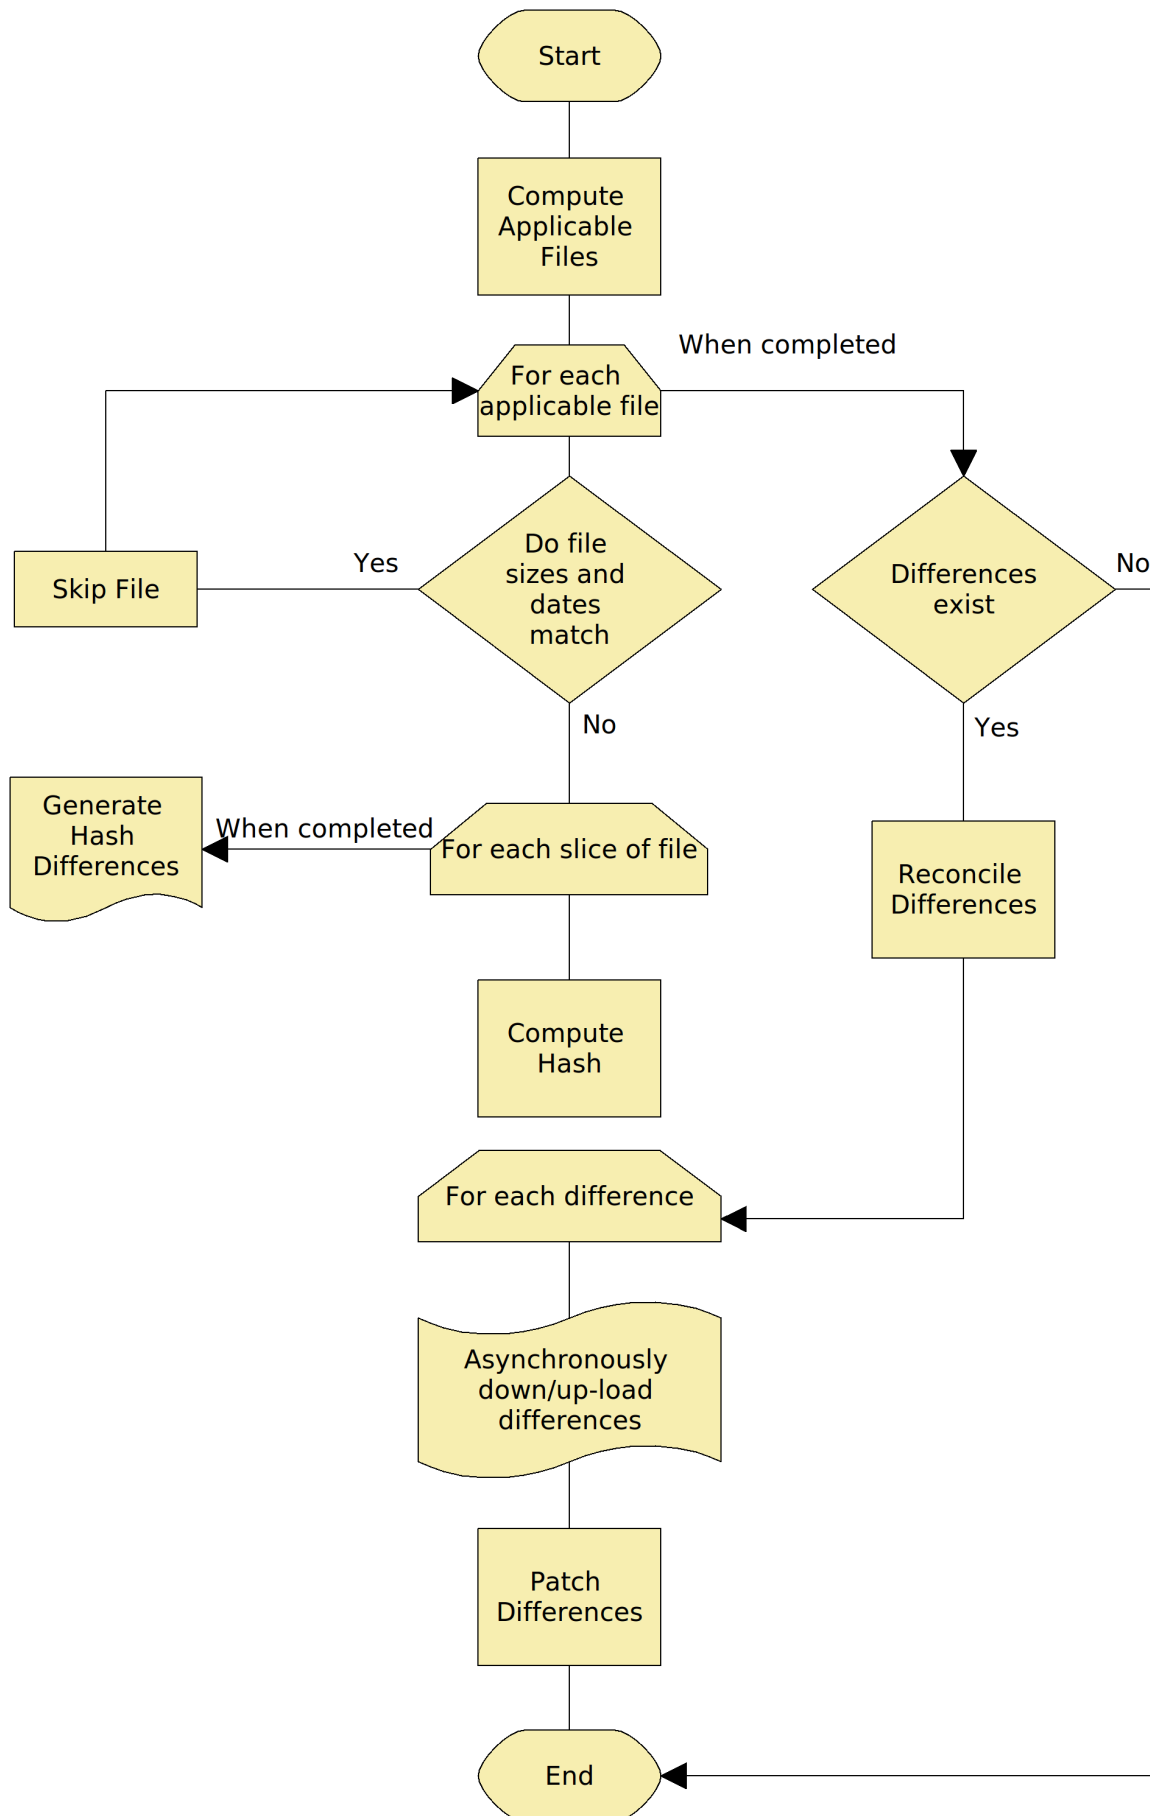 Start
Compute
Applicable
Files
When completed
For each
applicable file
Do file
sizes and
dates
match
Yes
Skip File
Differences
exist
No
No
Yes
Generate
Hash
Differences
When completed
For each slice of file
Reconcile
Differences
Compute
Hash
For each difference
Asynchronously
down/up-load
differences
Patch
Differences
End